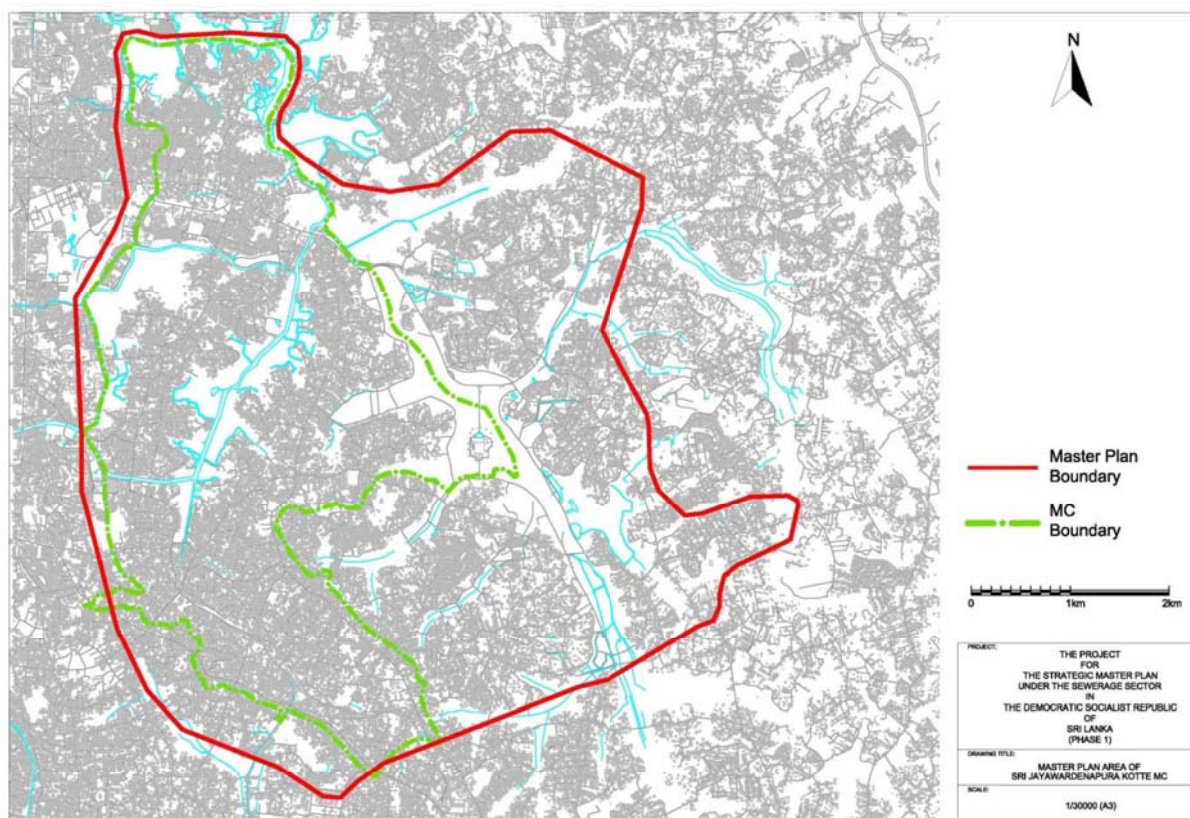 N
Master Plan
Boundary
MC
Boundary
0 1km 2km
PROJECT:
THE PROJECT
FOR
THE STRATEGIC MASTER PLAN
UNDER THE SEWERAGE SECTOR
IN
THE DEMOCRATIC SOCIALIST REPUBLIC
OF
SRI LANKA
(PHASE 1)
DRAWING TITLE:
MASTER PLAN AREA OF
SRI JAYAWARDENAPURA KOTTE MC
SCALE:
1/30000 (A3)